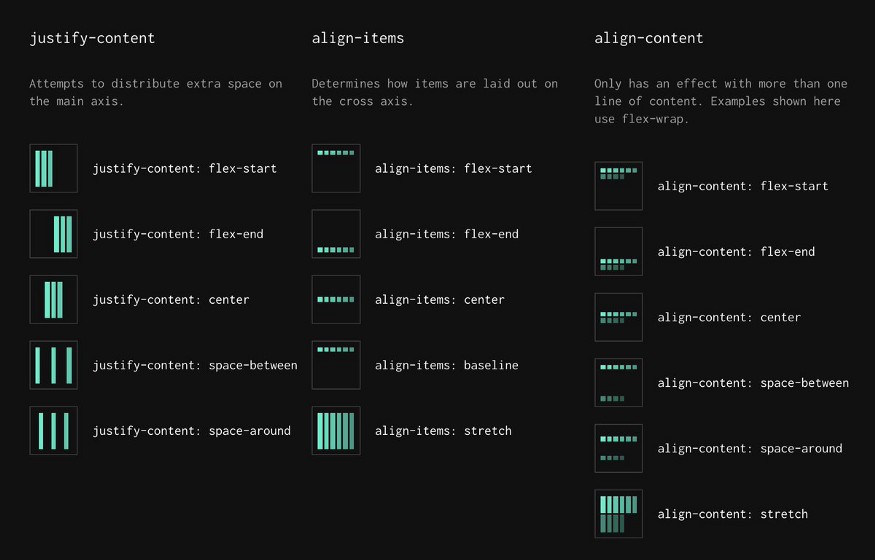 justify-content
Attempts to distribute extra space on
the main axis.
justify-content: flex-start
justify-content: flex-end
justify-content: center
justify-content: space-between
justify-content: space-around
align-items
Determines how items are laid out on
the cross axis.
align-items: flex-start
align-items: flex-end
align-items: center
align-items: baseline
align-items: stretch
align-content
Only has an effect with more than one
line of content. Examples shown here
use flex-wrap.
align-content: flex-start
align-content: flex-end
align-content: center
align-content: space-between
align-content: space-around
align-content: stretch